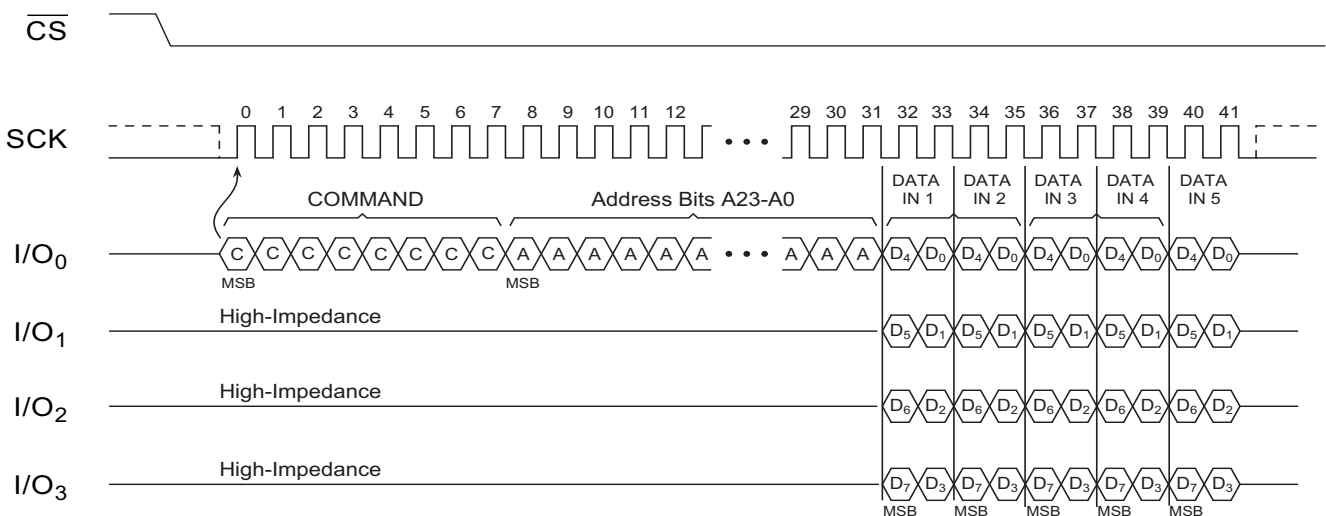 CS
0 1 2 3 4 5 6 7 8 9 10 11 12 29 30 31 32 33 34 35 36 37 38 39 40 41
SCK • • •
DATA IN 1 DATA IN 2 DATA IN 3 DATA IN 4 DATA IN 5
COMMAND Address Bits A23-A0
I/O0 C C C C C C C C A A A A A A • • • A A A D4 D0 D4 D0 D4 D0 D4 D0 D4 D0
MSB MSB
High-Impedance
I/O1 D5 D1 D5 D1 D5 D1 D5 D1 D5 D1
High-Impedance
I/O2 D6 D2 D6 D2 D6 D2 D6 D2 D6 D2
High-Impedance
I/O3 D7 D3 D7 D3 D7 D3 D7 D3 D7 D3
MSB MSB MSB MSB MSB